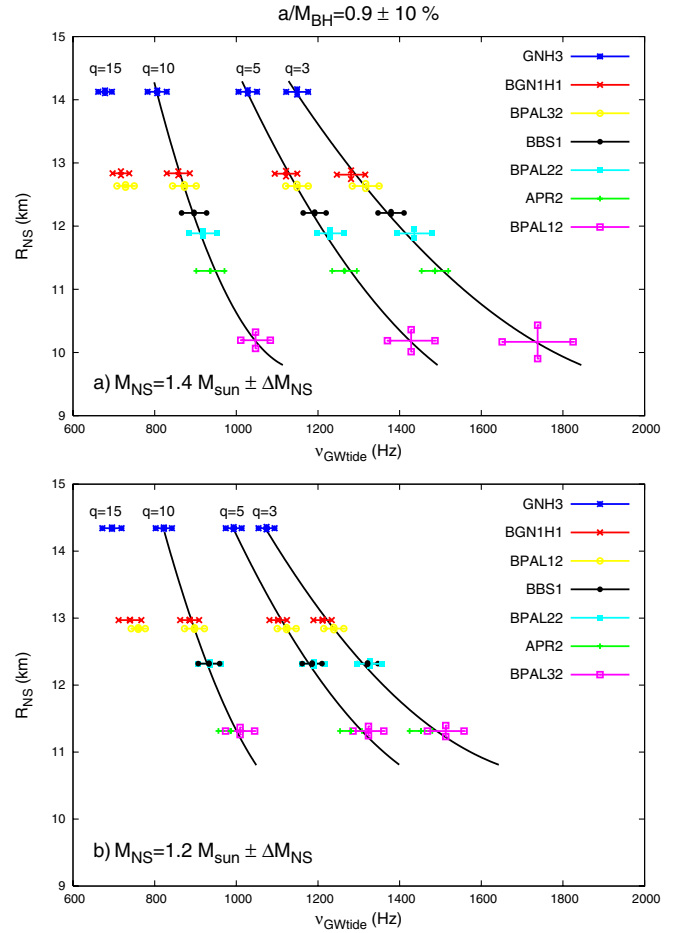 a/M_BH=0.9 ± 10 %
15
14
13
12
11
10
9
R_NS (km)
q=15 q=10 q=5 q=3
GNH3
BGN1H1
BPAL32
BBS1
BPAL22
APR2
BPAL12
a) M_NS=1.4 M_sun ± ΔM_NS
600 800 1000 1200 1400 1600 1800 2000
ν_GWtide (Hz)
15
14
13
12
11
10
9
R_NS (km)
q=15 q=10 q=5 q=3
GNH3
BGN1H1
BPAL12
BBS1
BPAL22
APR2
BPAL32
b) M_NS=1.2 M_sun ± ΔM_NS
600 800 1000 1200 1400 1600 1800 2000
ν_GWtide (Hz)